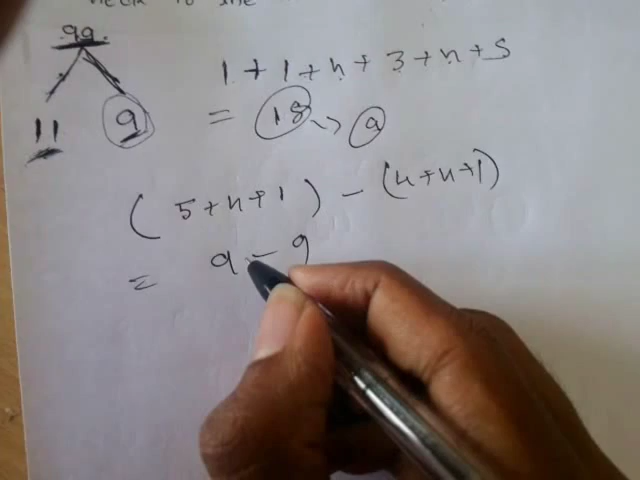 99
1 + 1 + 4 + 3 + 4 + 5
11 9
= 18 → 9
( 5 + 4 + 1 ) - ( 4 + 4 + 1 )
= 9 - 9